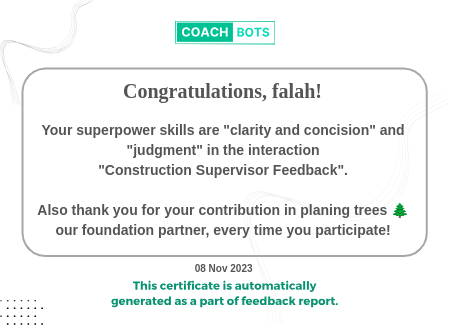 COACH BOTS
Congratulations, falah!
Your superpower skills are "clarity and concision" and
"judgment" in the interaction
"Construction Supervisor Feedback".
Also thank you for your contribution in planing trees 🌲
our foundation partner, every time you participate!
08 Nov 2023
This certificate is automatically
generated as a part of feedback report.